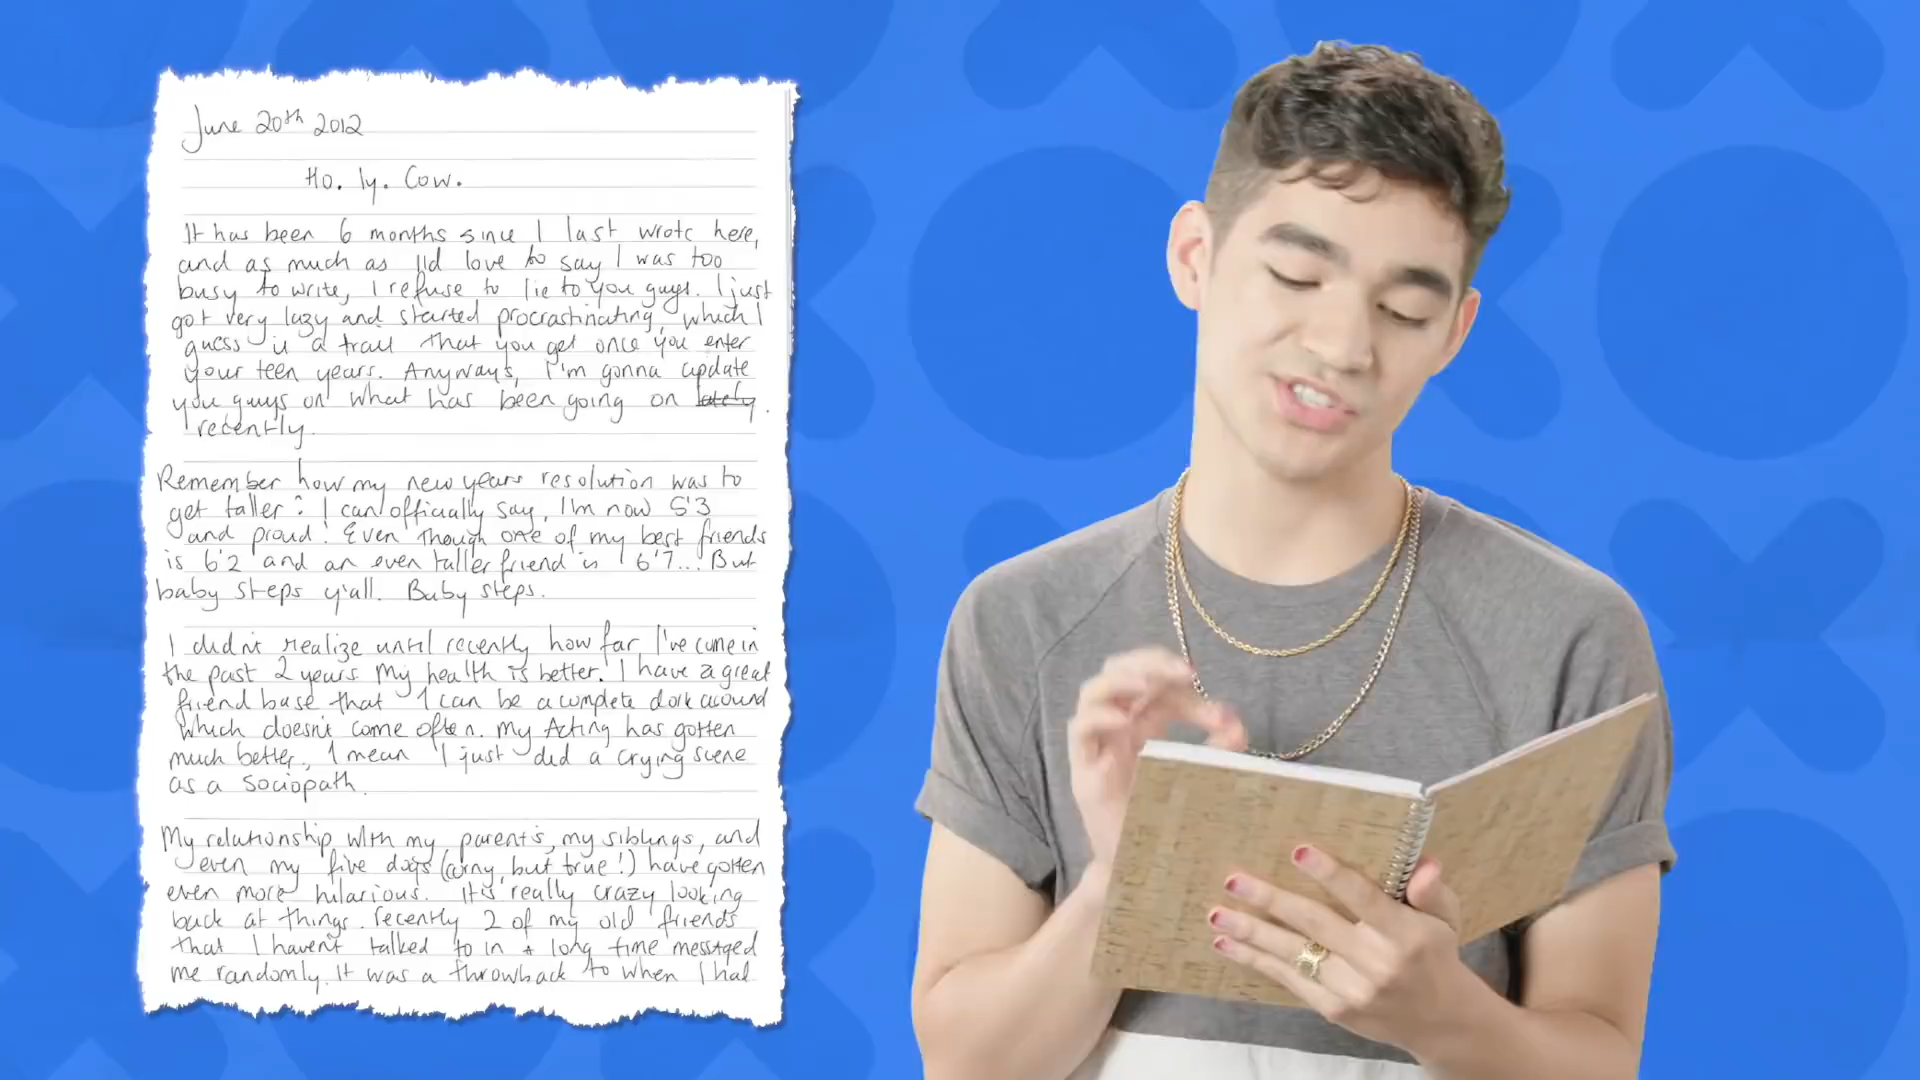 June 20th 2012
Ho. ly. Cow.
It has been 6 months since I last wrote here,
and as much as I'd love to say I was too
busy to write, I refuse to lie to you guys. I just
got very lazy and started procrastinating, which I
guess is a trait that you get once you enter
your teen years. Anyways, I'm gonna update
you guys on what has been going on lately.
recently.
Remember how my new years resolution was to
get taller? I can officially say, I'm now 5'3
and proud! Even though one of my best friends
is 6'2 and an even taller friend is 6'7... But
baby steps y'all. Baby steps.
I didn't realize until recently how far I've come in
the past 2 years. My health is better. I have a great
friend base that I can be a complete dork around
which doesn't come often. My Acting has gotten
much better, I mean I just did a crying scene
as a sociopath.
My relationship with my parents, my siblings, and
even my five dogs (corny, but true!) have gotten
even more hilarious. It's really crazy looking
back at things. recently 2 of my old friends
that I haven't talked to in a long time messaged
me randomly. It was a throwback to when I had